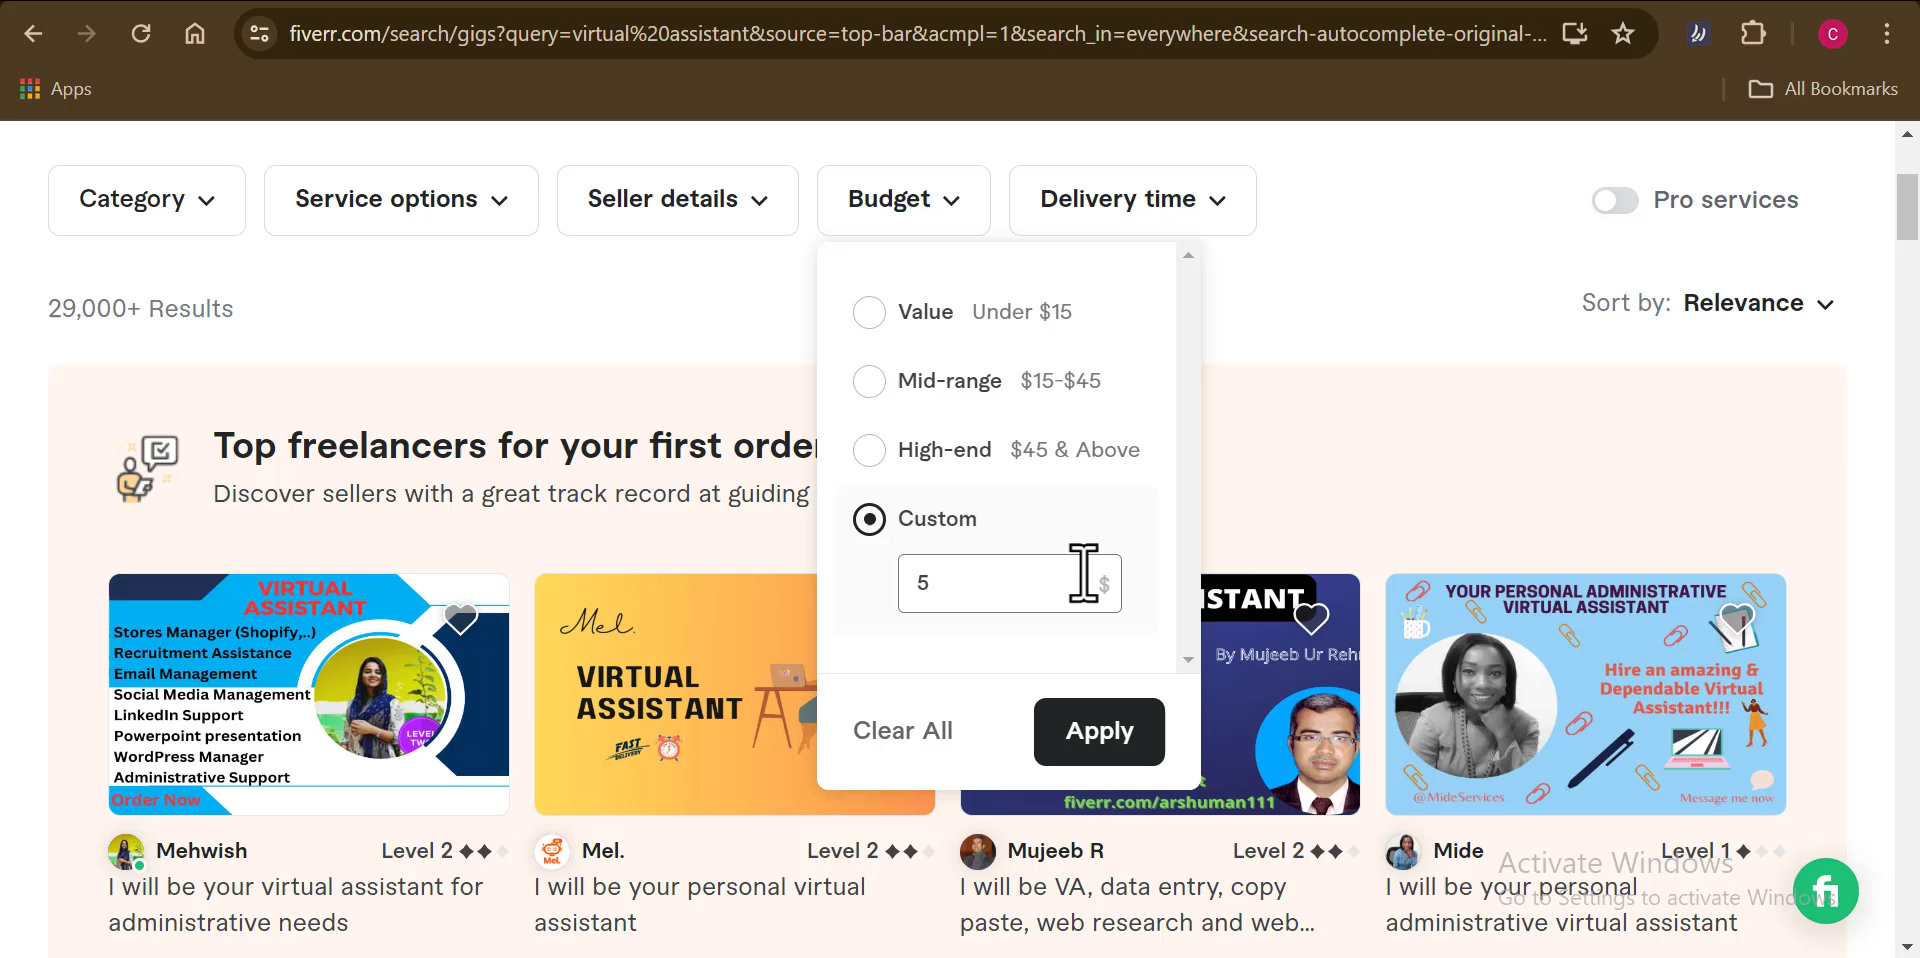 fiverr.com/search/gigs?query=virtual%20assistant&source=top-bar&acmpl=1&search_in=everywhere&search-autocomplete-original-...
C
Apps
All Bookmarks
Category
Service options
Seller details
Budget
Delivery time
Pro services
29,000+ Results
Sort by: Relevance
Value Under $15
Mid-range $15-$45
High-end $45 & Above
Custom
5
$
Clear All
Apply
Top freelancers for your first order
Discover sellers with a great track record at guiding
VIRTUAL
ASSISTANT
Stores Manager (Shopify,..)
Recruitment Assistance
Email Management
Social Media Management
LinkedIn Support
Powerpoint presentation
WordPress Manager
Administrative Support
Order Now
LEVEL
TW
Mel.
VIRTUAL
ASSISTANT
FAST
DELIVERY
ISTANT
By Mujeeb Ur Reh
fiverr.com/arshuman111
YOUR PERSONAL ADMINISTRATIVE
VIRTUAL ASSISTANT
Hire an amazing &
Dependable Virtual
Assistant!!!
@MideServices
Message me now
Mehwish
Level 2
I will be your virtual assistant for
administrative needs
Mel.
Mel.
Level 2
I will be your personal virtual
assistant
Mujeeb R
Level 2
I will be VA, data entry, copy
paste, web research and web...
Mide
Level 1
I will be your personal
administrative virtual assistant
Activate Windows
Go to Settings to activate Windows.
fi